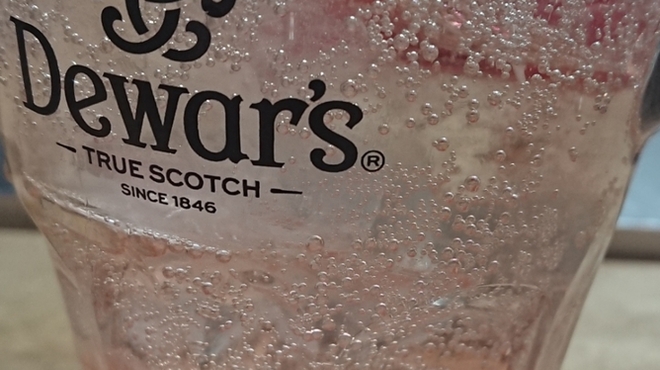 Dewar's®
— TRUE SCOTCH —
SINCE 1846